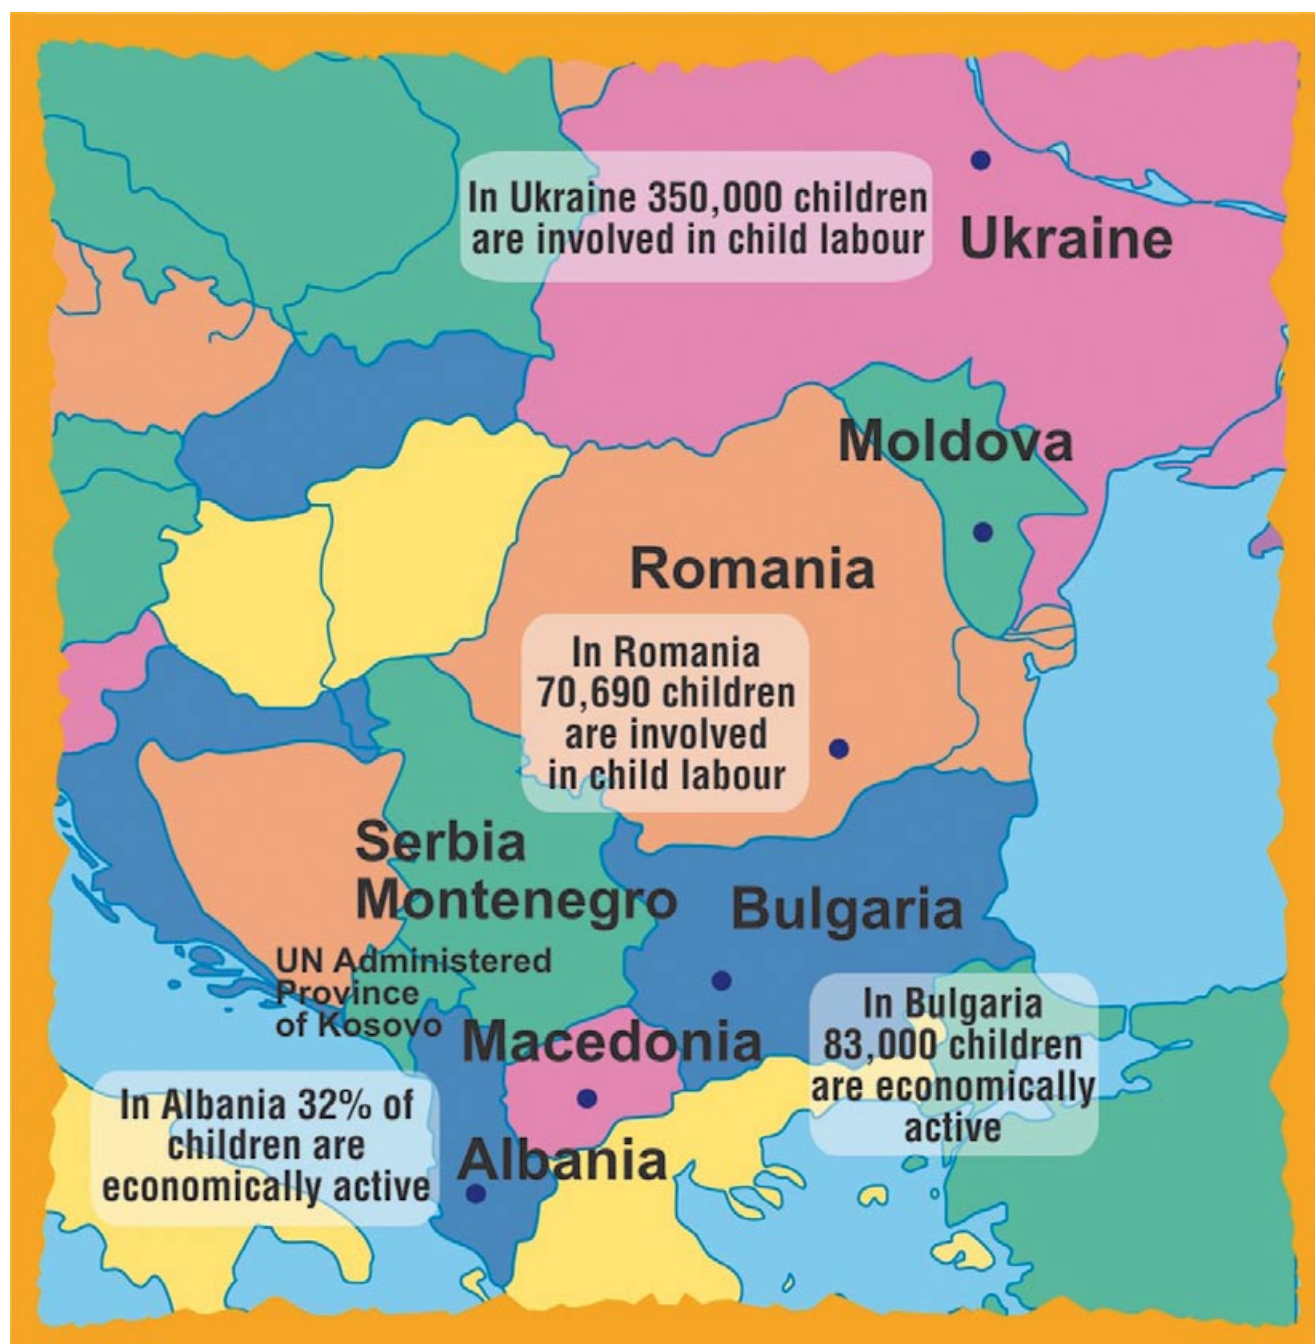 In Ukraine 350,000 children
are involved in child labour
Ukraine
Moldova
Romania
In Romania
70,690 children
are involved
in child labour
Serbia
Montenegro
Bulgaria
UN Administered
Province
of Kosovo
Macedonia
In Bulgaria
83,000 children
are economically
active
In Albania 32% of
children are
economically active
Albania